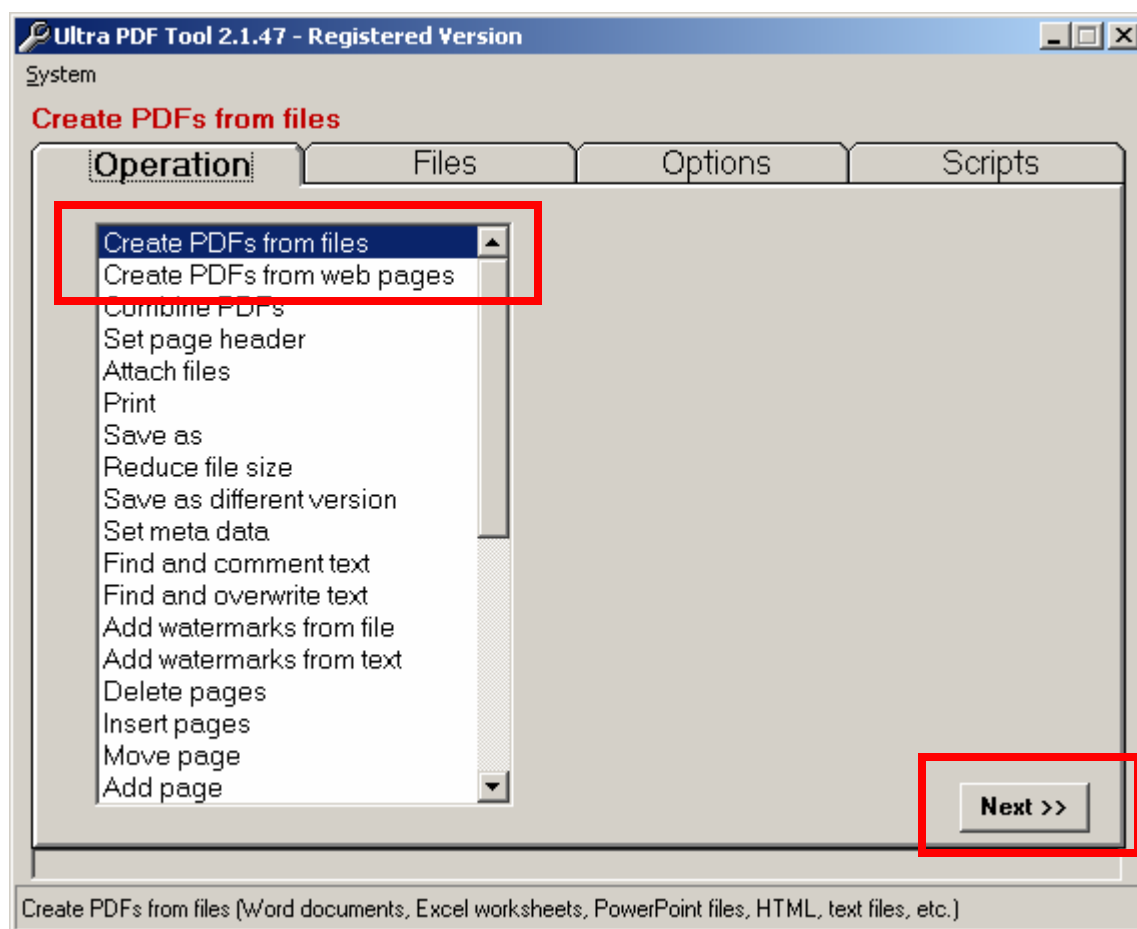 Ultra PDF Tool 2.1.47 - Registered Version
System
Create PDFs from files
Operation Files Options Scripts
Create PDFs from files
Create PDFs from web pages
Combine PDFs
Set page header
Attach files
Print
Save as
Reduce file size
Save as different version
Set meta data
Find and comment text
Find and overwrite text
Add watermarks from file
Add watermarks from text
Delete pages
Insert pages
Move page
Add page
Next >>
Create PDFs from files (Word documents, Excel worksheets, PowerPoint files, HTML, text files, etc.)